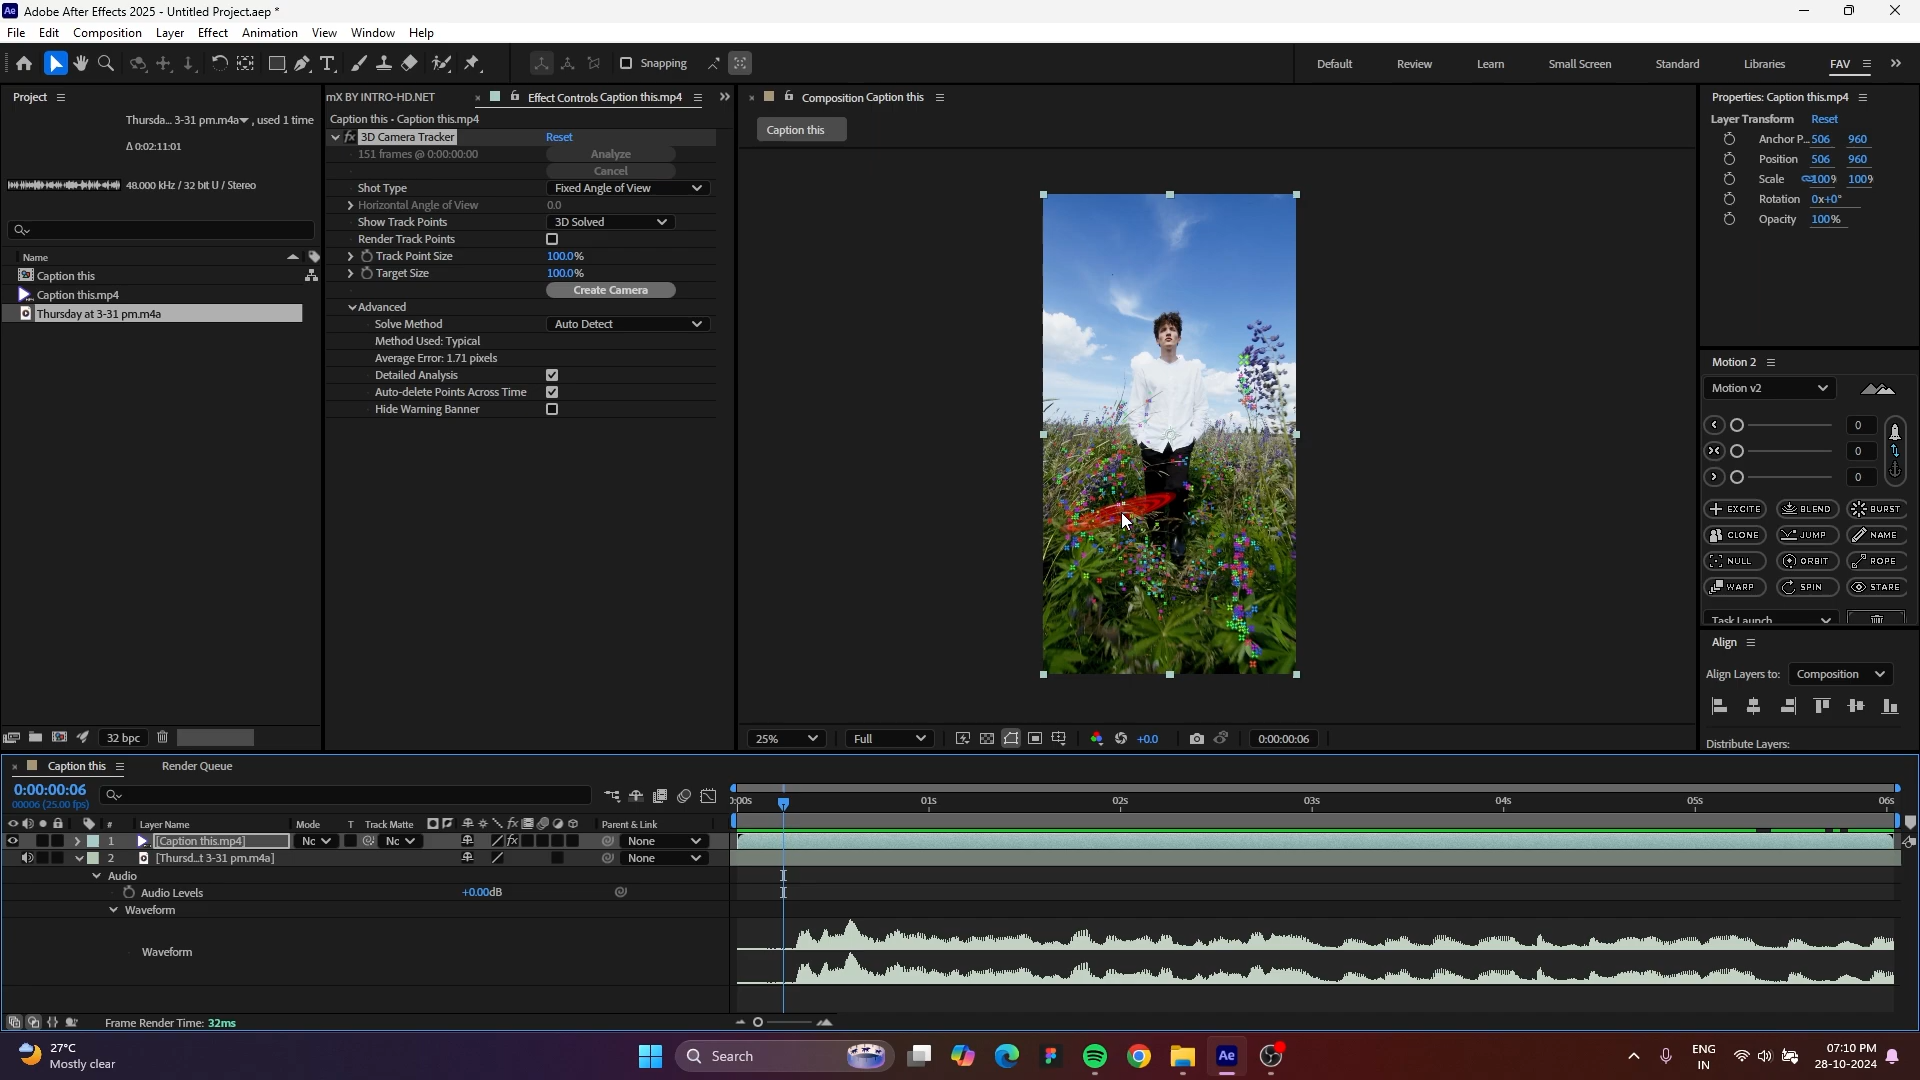 Adobe After Effects 2025 - Untitled Project.aep *
File Edit Composition Layer Effect Animation View Window Help
Snapping
Default Review Learn Small Screen Standard Libraries FAV
Project
Thursda... 3-31 pm.m4a, used 1 time
Δ 0:02:11:01
48.000 kHz / 32 bit U / Stereo
Name
Caption this
Caption this.mp4
Thursday at 3-31 pm.m4a
32 bpc
mX BY INTRO-HD.NET
Effect Controls Caption this.mp4
Caption this - Caption this.mp4
fx 3D Camera Tracker Reset
151 frames @ 0:00:00:00 Analyze
Cancel
Shot Type Fixed Angle of View
Horizontal Angle of View 0.0
Show Track Points 3D Solved
Render Track Points
Track Point Size 100.0%
Target Size 100.0%
Create Camera
Advanced
Solve Method Auto Detect
Method Used: Typical
Average Error: 1.71 pixels
Detailed Analysis
Auto-delete Points Across Time
Hide Warning Banner
Composition Caption this
Caption this
25% Full +0.0 0:00:00:06
Properties: Caption this.mp4
Layer Transform Reset
Anchor P... 506 960
Position 506 960
Scale 100% 100%
Rotation 0x+0°
Opacity 100%
Motion 2
Motion v2
0
0
0
EXCITE BLEND BURST
CLONE JUMP NAME
NULL ORBIT ROPE
WARP SPIN STARE
Task Launch
Align
Align Layers to: Composition
Distribute Layers:
Caption this Render Queue
0:00:00:06
00006 (25.00 fps)
# Layer Name Mode T Track Matte fx Parent & Link
1 [Caption this.mp4] No No fx None
2 [Thursd...t 3-31 pm.m4a] None
Audio
Audio Levels +0.00dB
Waveform
Waveform
Frame Render Time: 32ms
0:00s 01s 02s 03s 04s 05s 06s
27°C
Mostly clear
Search
Ae
ENG
IN
07:10 PM
28-10-2024